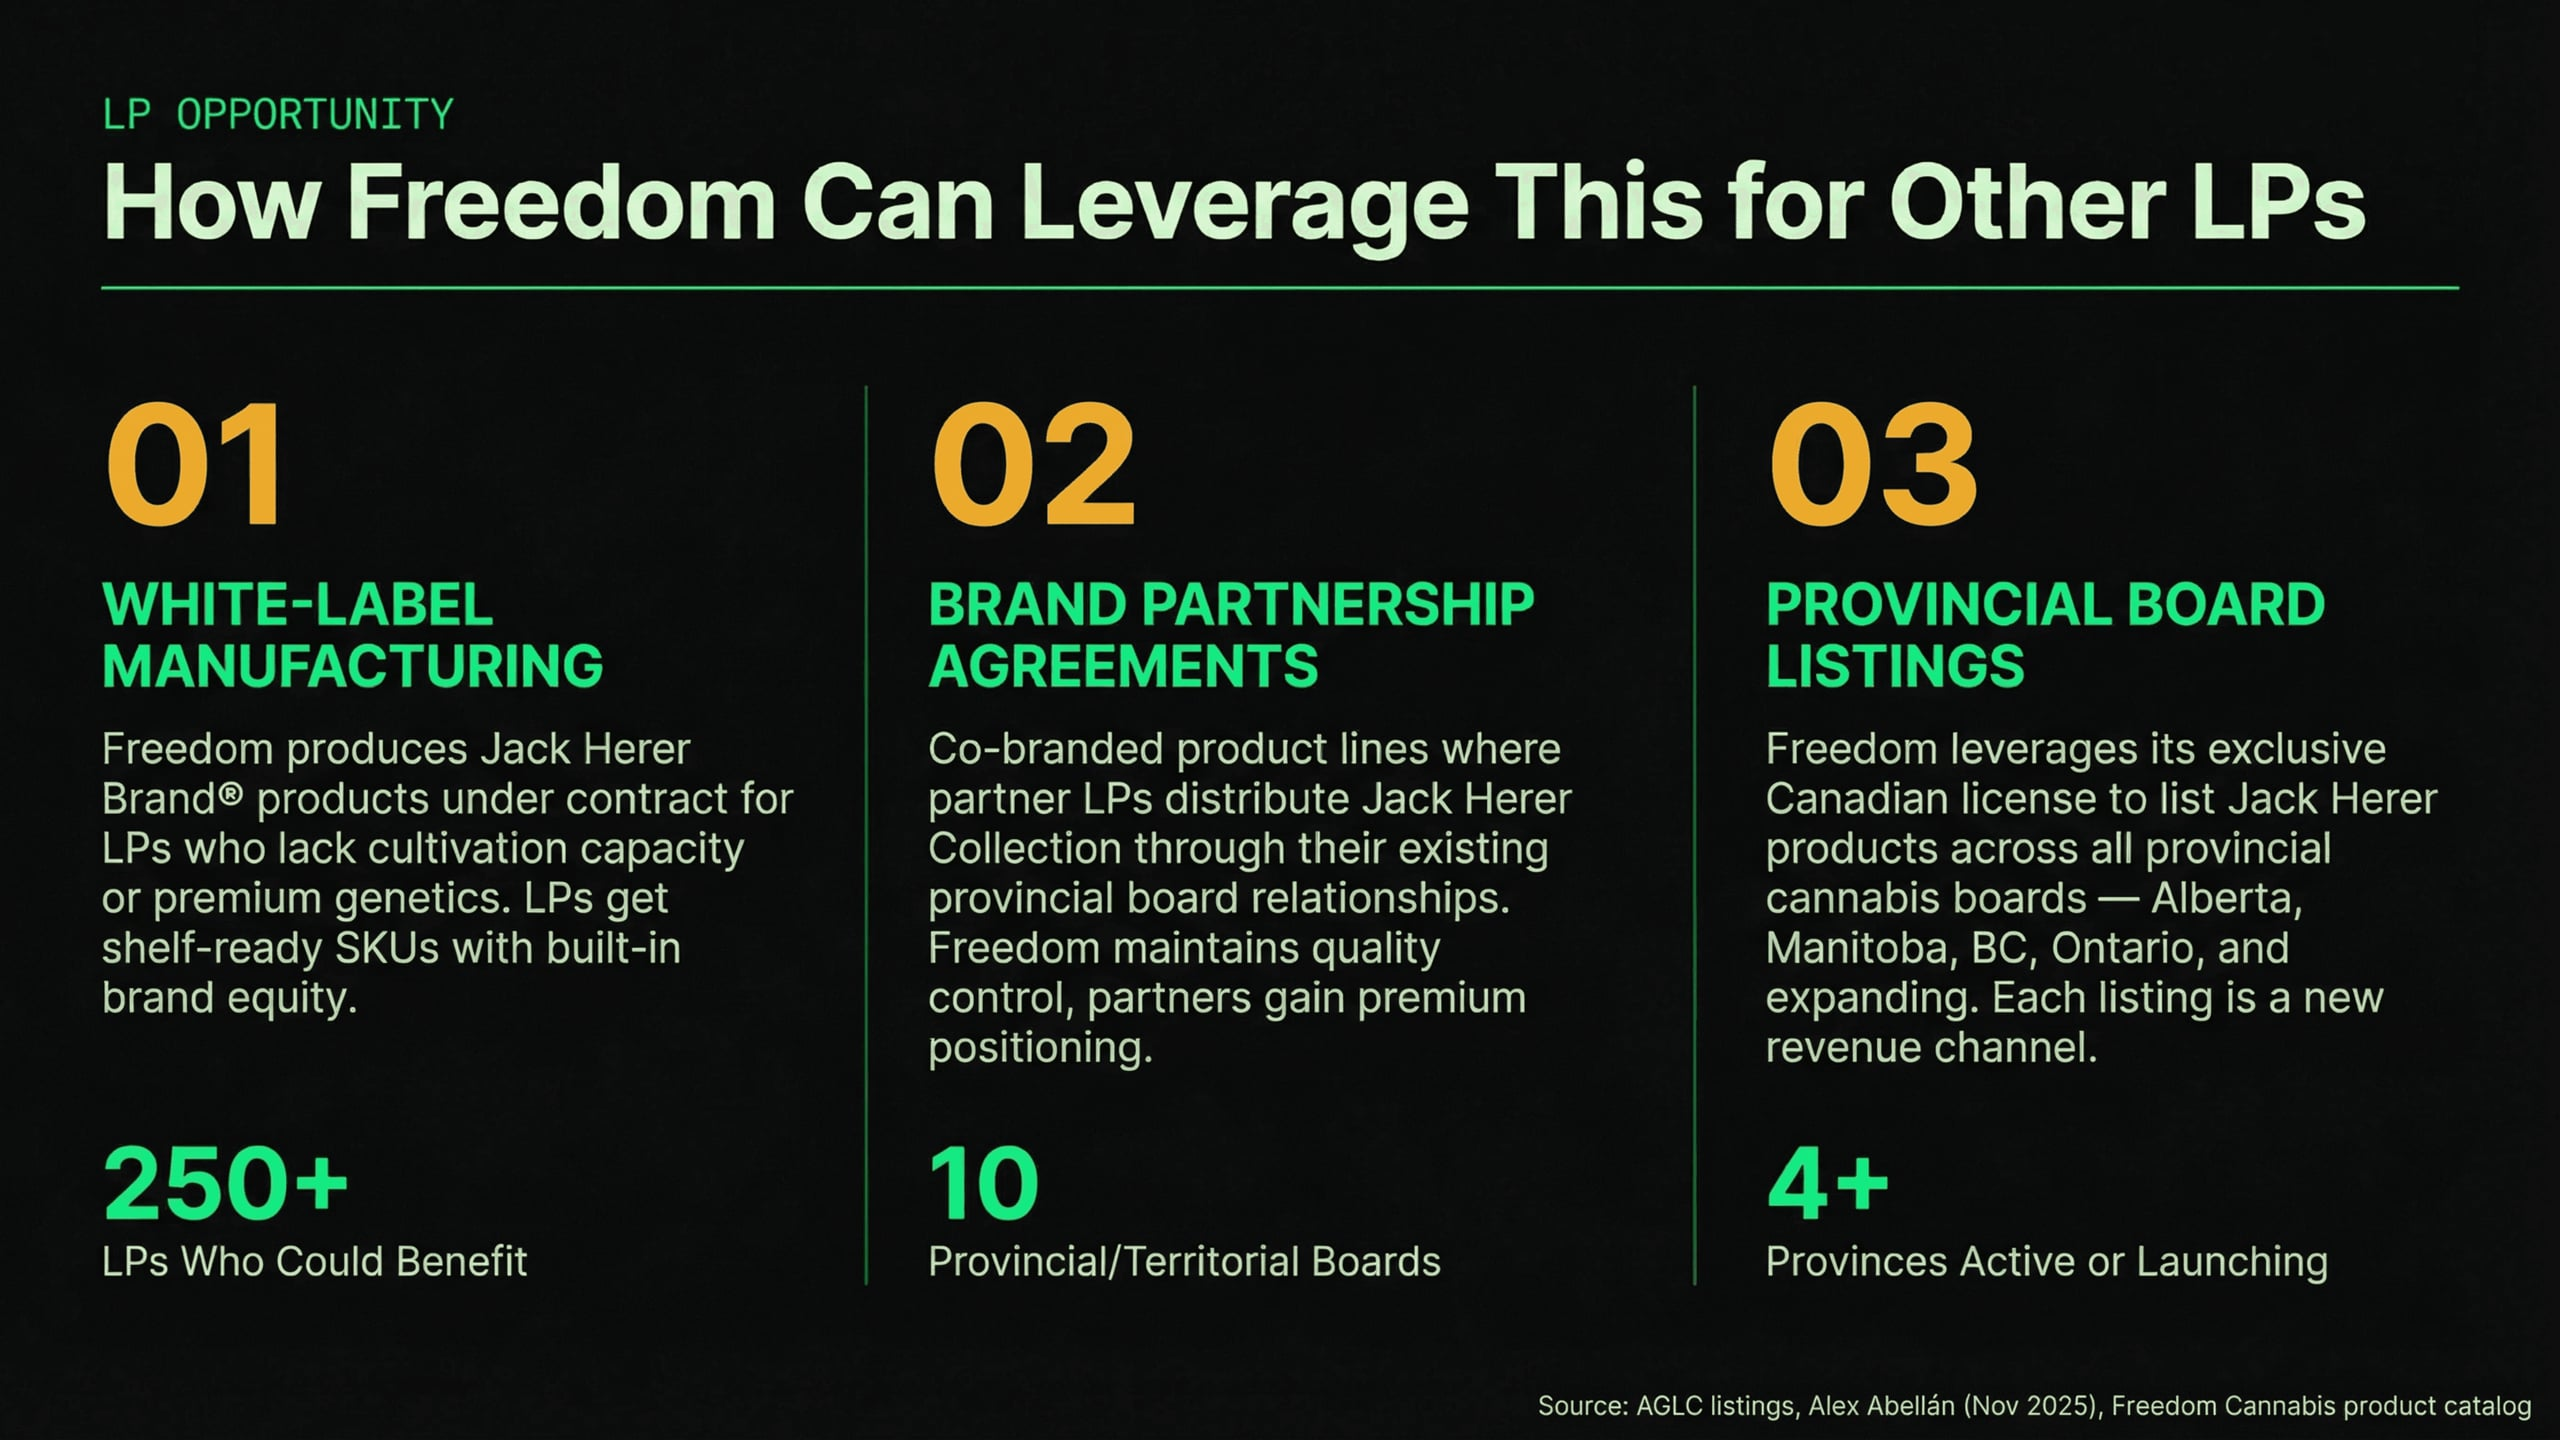 LP OPPORTUNITY
How Freedom Can Leverage This for Other LPs
01
WHITE-LABEL
MANUFACTURING
Freedom produces Jack Herer
Brand® products under contract for
LPs who lack cultivation capacity
or premium genetics. LPs get
shelf-ready SKUs with built-in
brand equity.
250+
LPs Who Could Benefit
02
BRAND PARTNERSHIP
AGREEMENTS
Co-branded product lines where
partner LPs distribute Jack Herer
Collection through their existing
provincial board relationships.
Freedom maintains quality
control, partners gain premium
positioning.
10
Provincial/Territorial Boards
03
PROVINCIAL BOARD
LISTINGS
Freedom leverages its exclusive
Canadian license to list Jack Herer
products across all provincial
cannabis boards — Alberta,
Manitoba, BC, Ontario, and
expanding. Each listing is a new
revenue channel.
4+
Provinces Active or Launching
Source: AGLC listings, Alex Abellán (Nov 2025), Freedom Cannabis product catalog